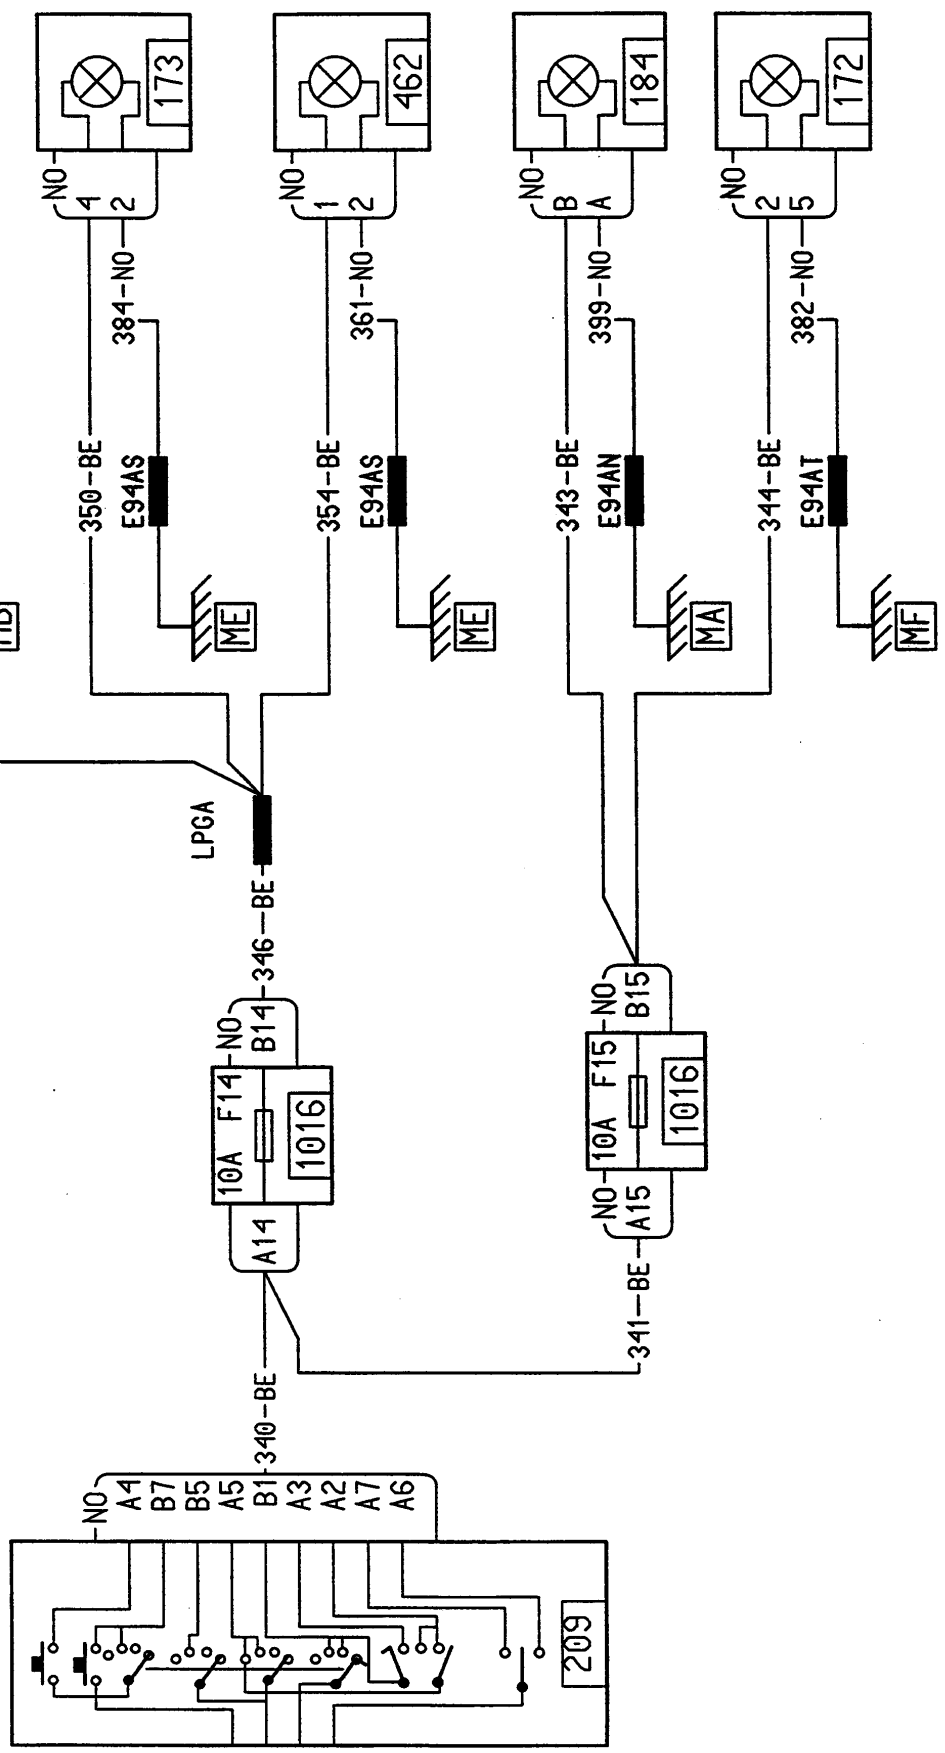 173
NO
4
2
384-NO
350-BE
E94AS
ME
462
NO
1
2
361-NO
354-BE
E94AS
ME
184
NO
B
A
399-NO
343-BE
E94AN
MA
172
NO
2
5
382-NO
344-BE
E94AT
MF
LPGA
346-BE
NO
B14
10A F14
1016
A14
NO
B15
10A F15
1016
NO
A15
341-BE
340-BE
NO
A4
B7
B5
A5
B1
A3
A2
A7
A6
209